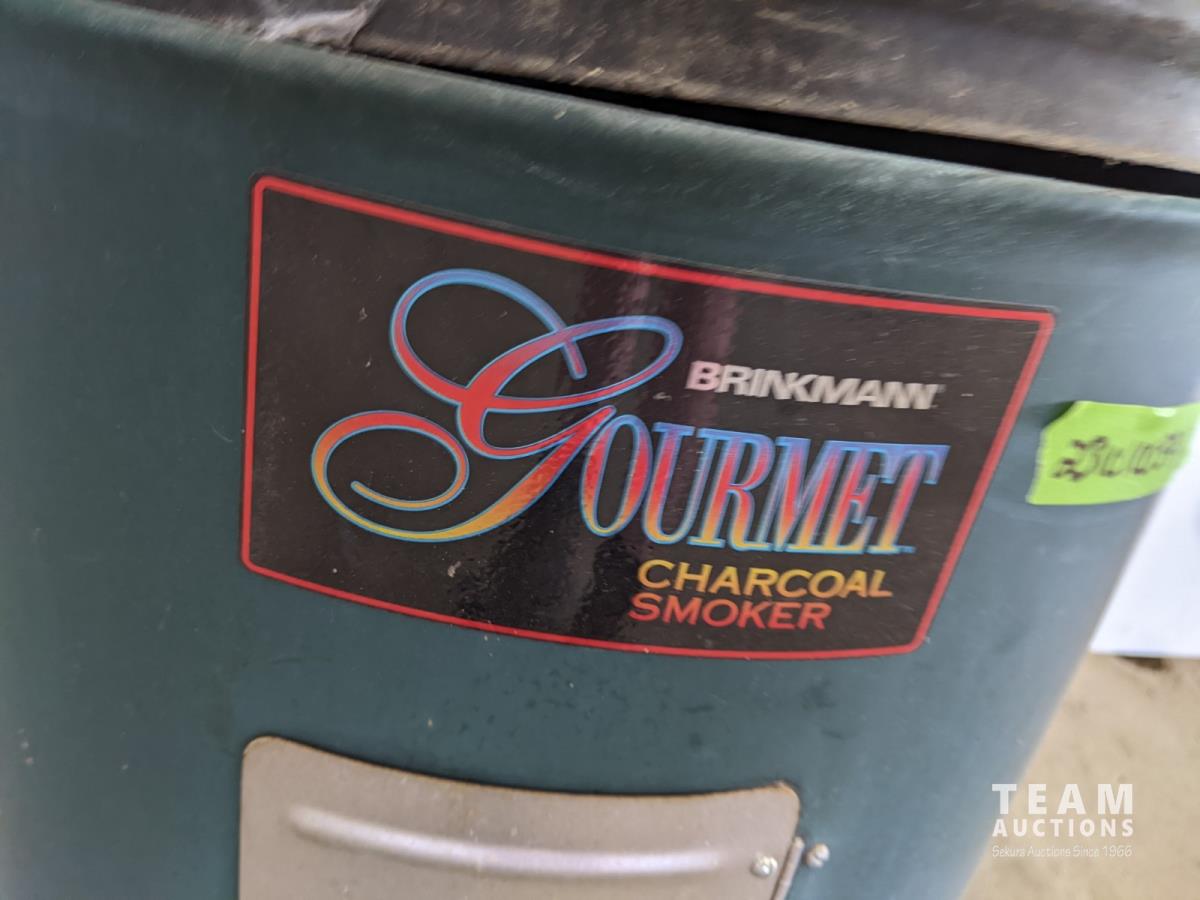 BRINKMANN
GOURMET
CHARCOAL
SMOKER
TEAM
AUCTIONS
Sekura Auctions Since 1966